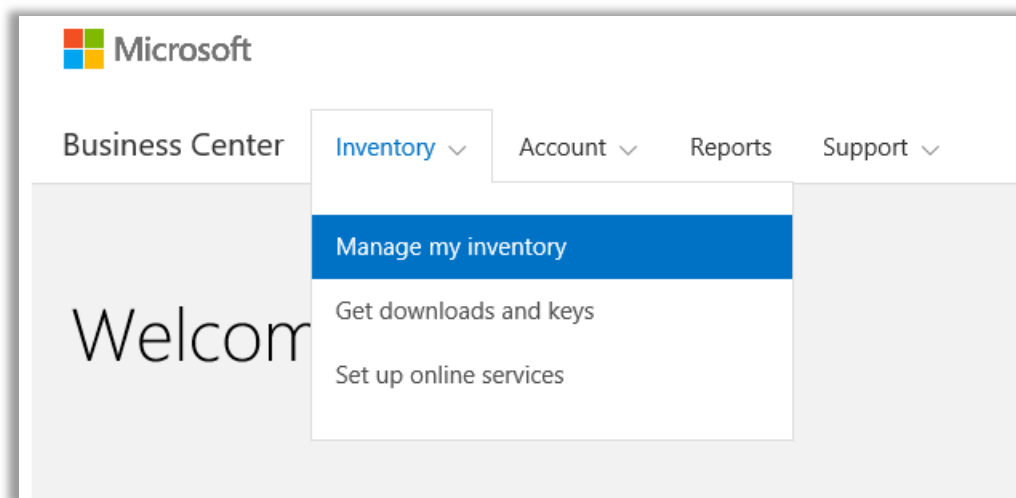 Microsoft
Business Center Inventory Account Reports Support
Manage my inventory
Get downloads and keys
Welcom
Set up online services